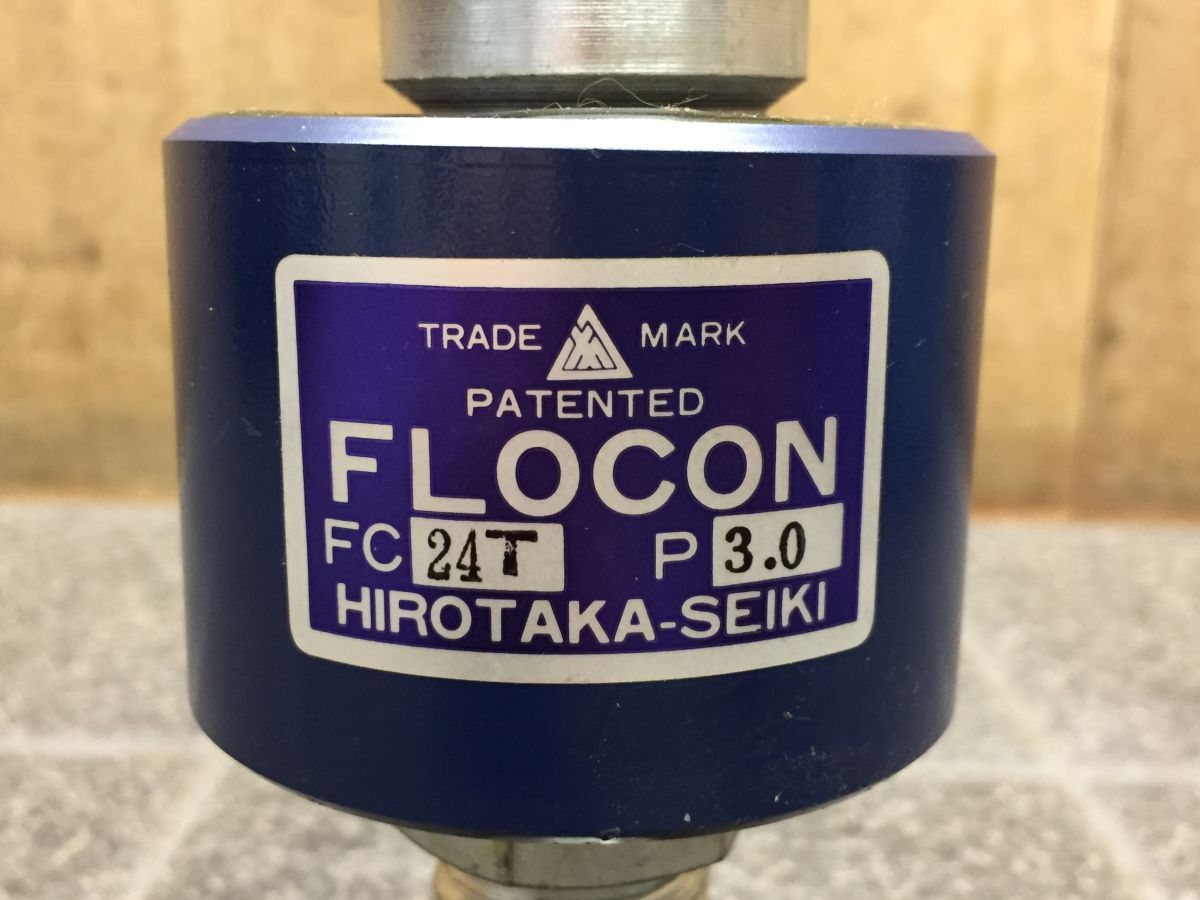 TRADE MARK
PATENTED
FLOCON
FC 24T P 3.0
HIROTAKA-SEIKI